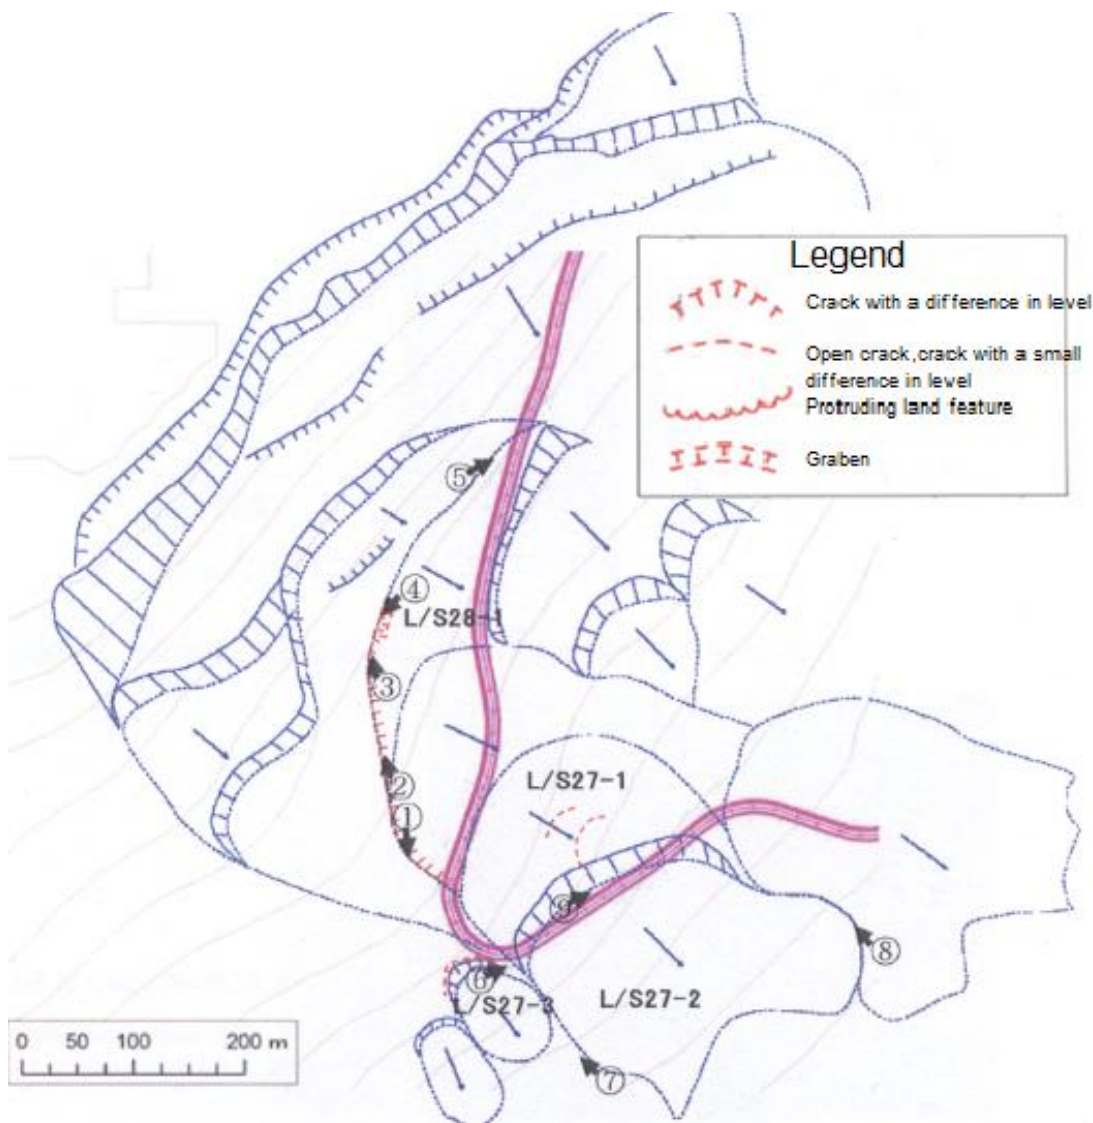 Legend
Crack with a difference in level
Open crack,crack with a small
difference in level
Protruding land feature
Graben
⑤
④
L/S28-1
③
②
①
L/S27-1
⑨
⑧
⑥
L/S27-3
L/S27-2
⑦
0 50 100 200 m